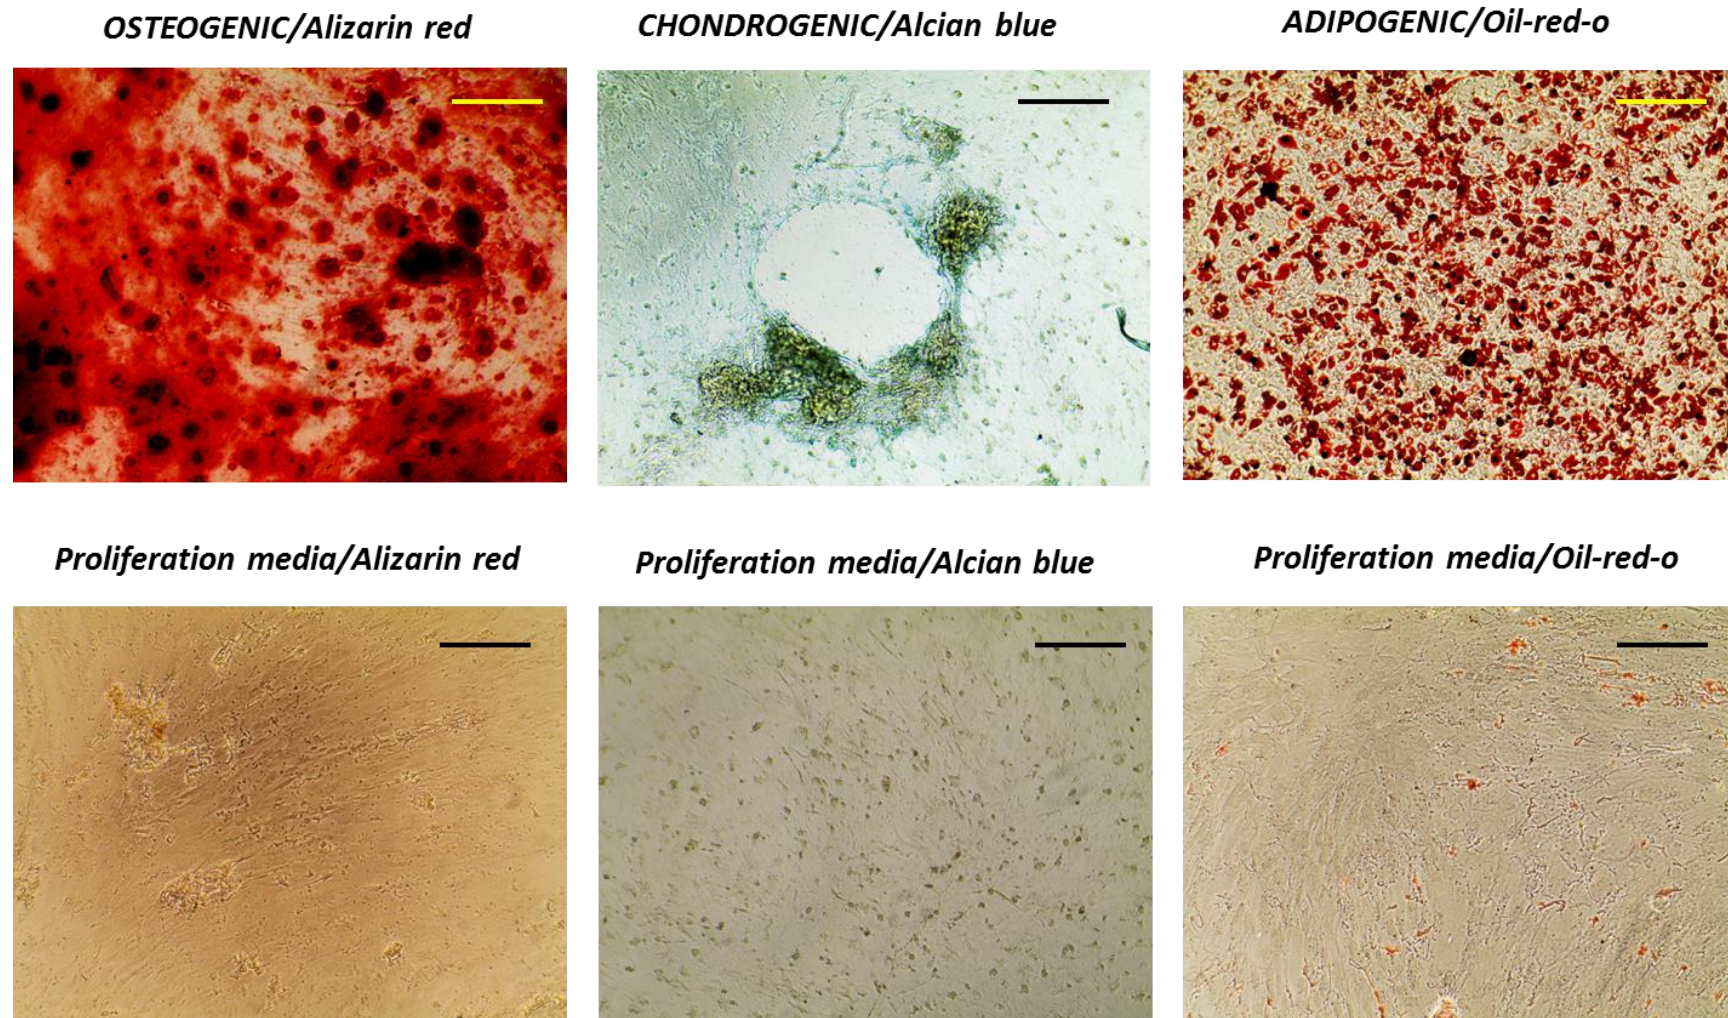 OSTEOGENIC/Alizarin red
CHONDROGENIC/Alcian blue
ADIPOGENIC/Oil-red-o
Proliferation media/Alizarin red
Proliferation media/Alcian blue
Proliferation media/Oil-red-o